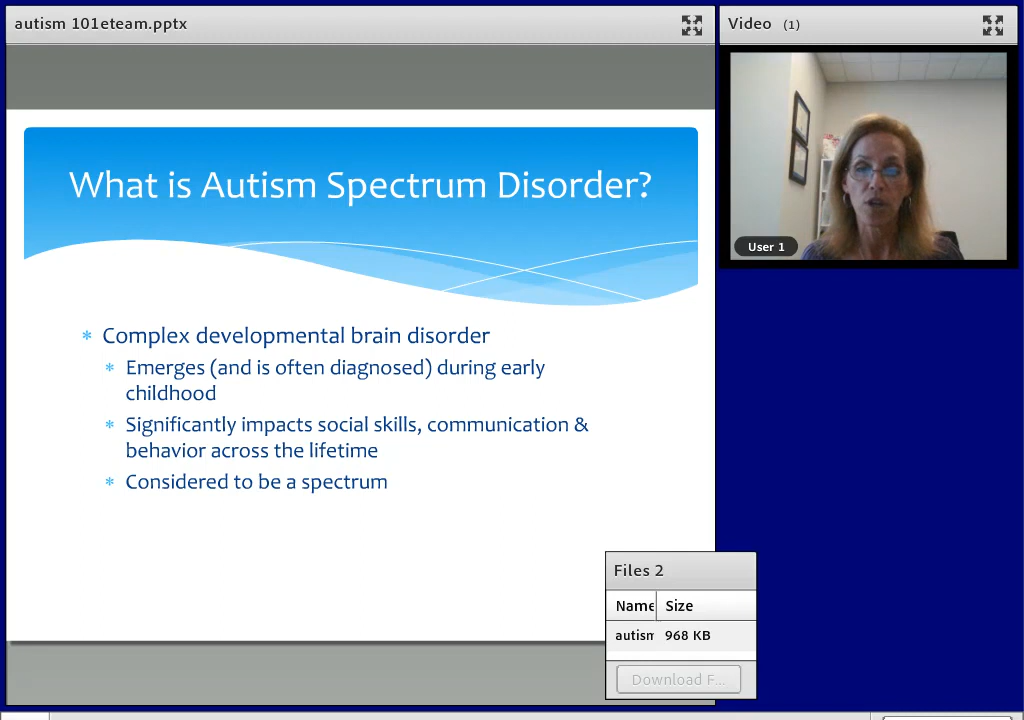 autism 101eteam.pptx
Video (1)
What is Autism Spectrum Disorder?
User 1
* Complex developmental brain disorder
* Emerges (and is often diagnosed) during early
childhood
* Significantly impacts social skills, communication &
behavior across the lifetime
* Considered to be a spectrum
Files 2
Name Size
autism 968 KB
Download F...